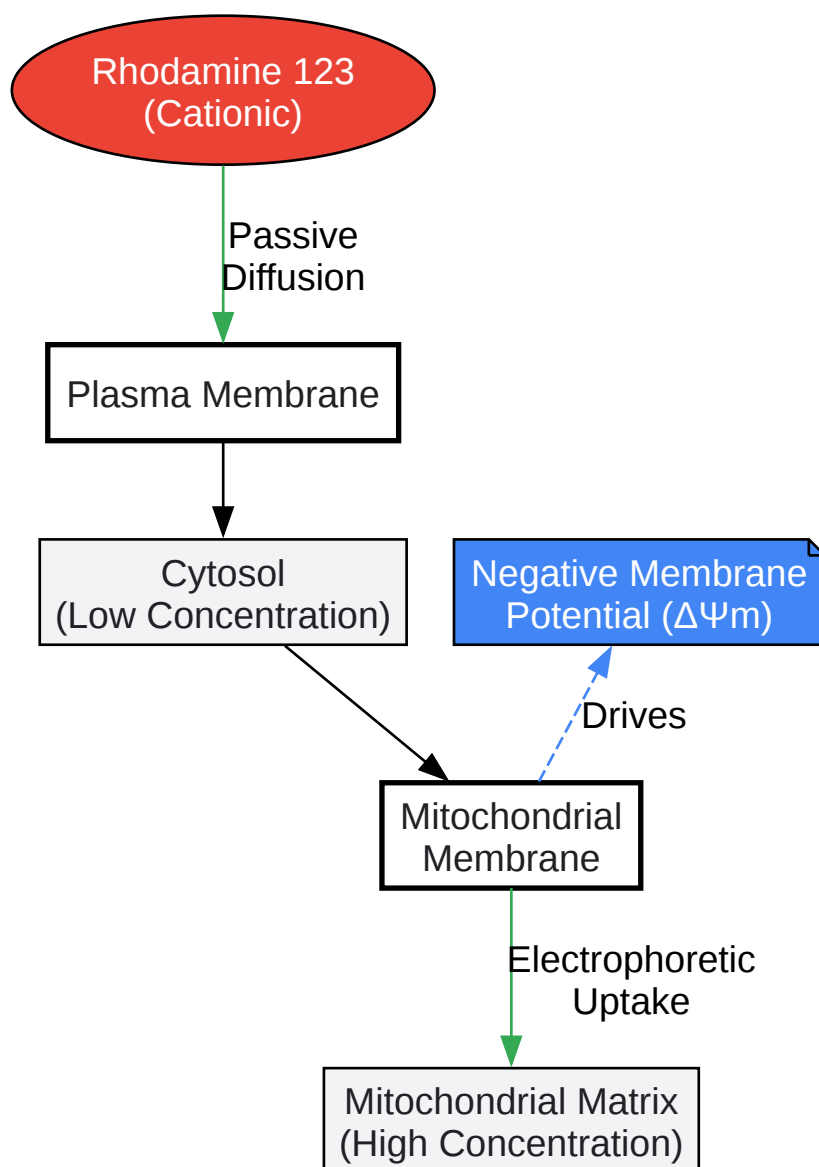 Rhodamine 123
(Cationic)
Passive
Diffusion
Plasma Membrane
Cytosol
(Low Concentration)
Negative Membrane
Potential (ΔΨm)
Drives
Mitochondrial
Membrane
Electrophoretic
Uptake
Mitochondrial Matrix
(High Concentration)